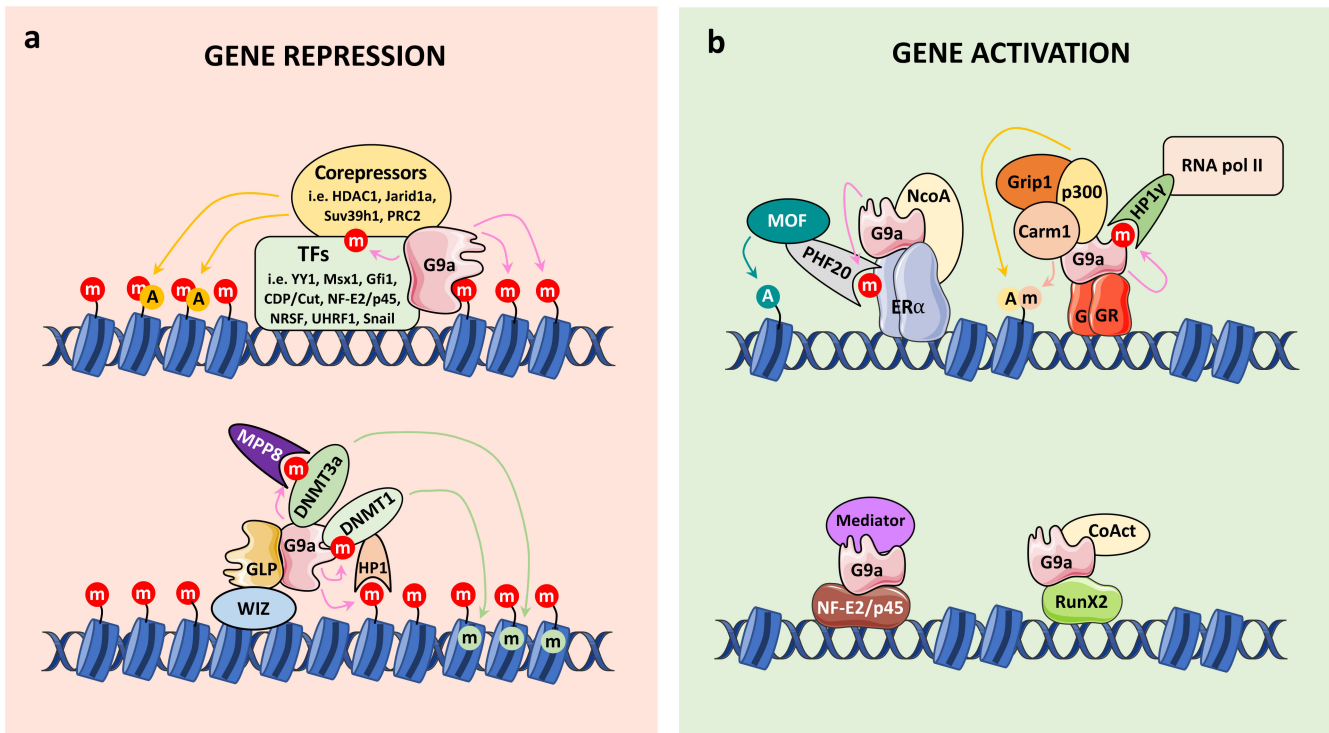 a
GENE REPRESSION
Corepressors
i.e. HDAC1, Jarid1a,
Suv39h1, PRC2
m
TFs
G9a
i.e. YY1, Msx1, Gfi1,
CDP/Cut, NF-E2/p45,
NRSF, UHRF1, Snail
m
m
A
m
A
m
m
m
m
MPP8
m
DNMT3a
DNMT1
G9a
m
GLP
HP1
WIZ
m
m
m
m
m
m
m
m
m
m
m
b
GENE ACTIVATION
MOF
PHF20
G9a
NcoA
m
ERα
A
Grip1
p300
Carm1
G9a
m
HP1γ
RNA pol II
A
m
G
GR
Mediator
G9a
NF-E2/p45
G9a
CoAct
RunX2